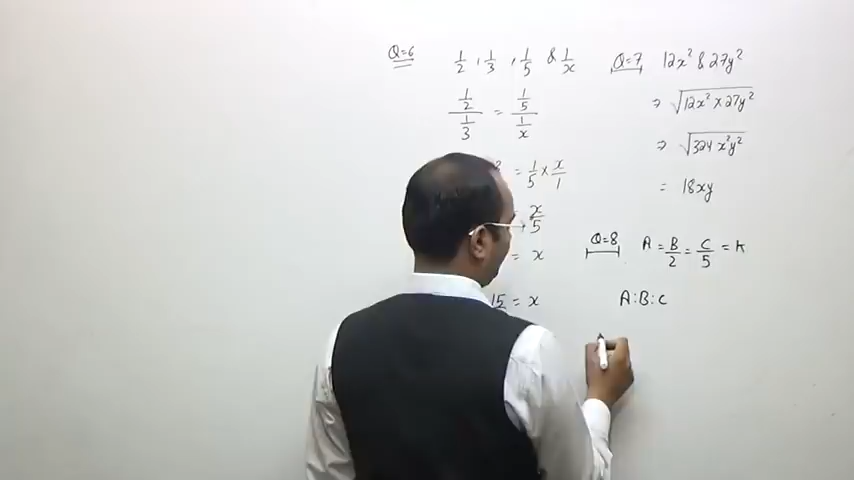 Q=6 1/2 , 1/3 , 1/5 & 1/x
1/2 / 1/3 = 1/5 / 1/x
= 1/5 × x/1
x/5
= x
15 = x
Q=7 12x² & 27y²
⇒ √12x² × 27y²
⇒ √324 x²y²
= 18xy
Q=8 A = B/2 = C/5 = K
A:B:C